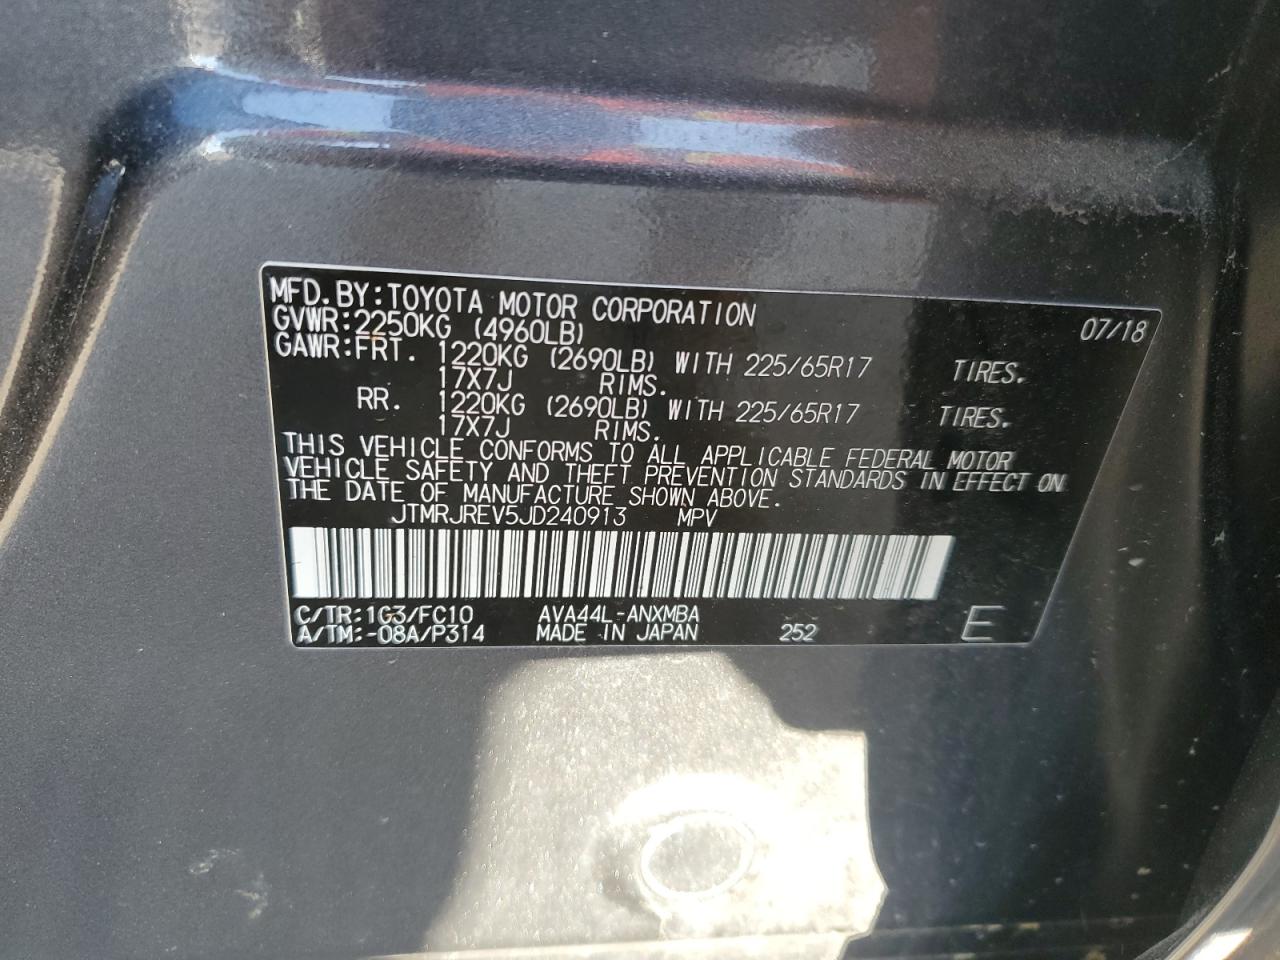 MFD.BY:TOYOTA MOTOR CORPORATION 07/18
GVWR:2250KG (4960LB)
GAWR:FRT. 1220KG (2690LB) WITH 225/65R17 TIRES.
17X7J RIMS.
RR. 1220KG (2690LB) WITH 225/65R17 TIRES.
17X7J RIMS.
THIS VEHICLE CONFORMS TO ALL APPLICABLE FEDERAL MOTOR
VEHICLE SAFETY AND THEFT PREVENTION STANDARDS IN EFFECT ON
THE DATE OF MANUFACTURE SHOWN ABOVE.
JTMRJREV5JD240913 MPV
C/TR:1G3/FC10 AVA44L-ANXMBA
A/TM:-08A/P314 MADE IN JAPAN 252 E